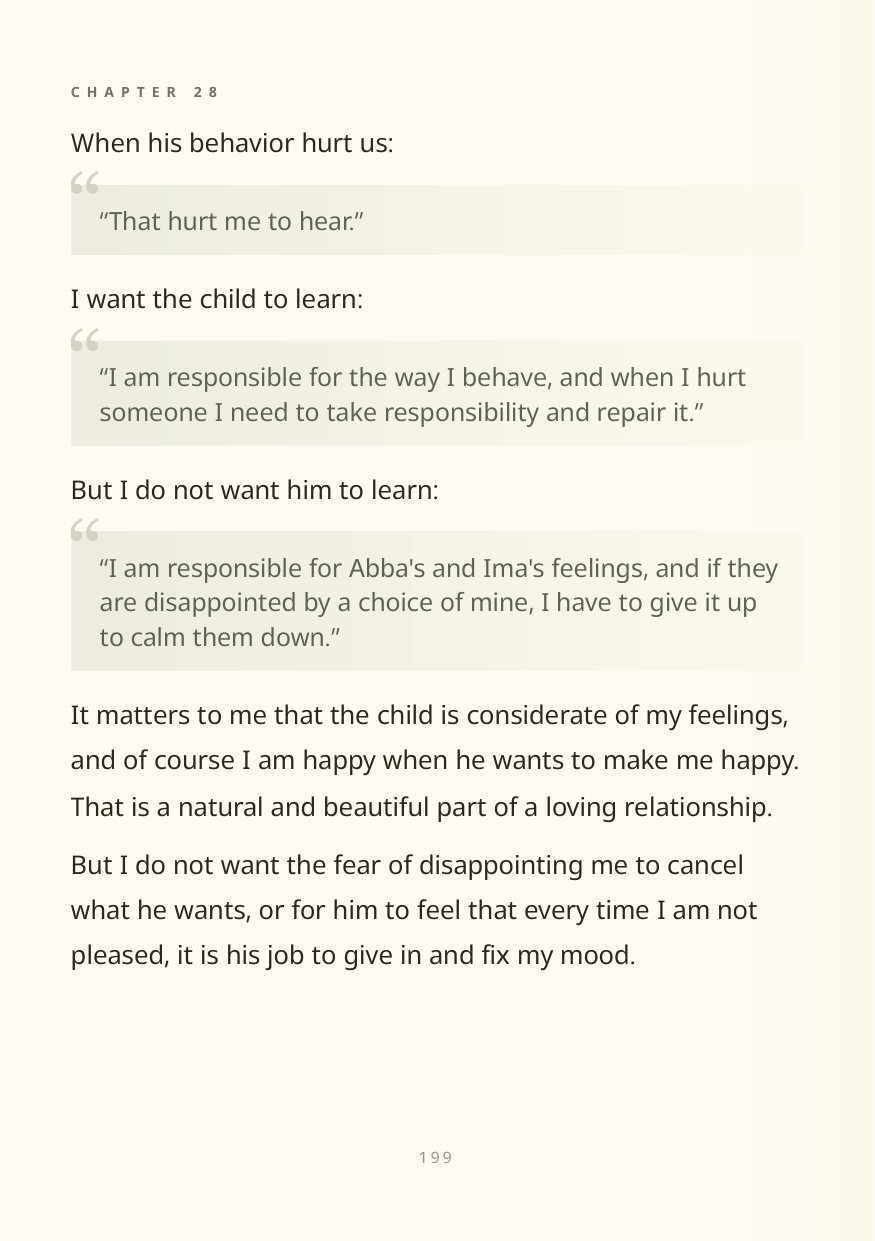 CHAPTER 28
When his behavior hurt us:
“
“That hurt me to hear.”
I want the child to learn:
“
“I am responsible for the way I behave, and when I hurt
someone I need to take responsibility and repair it.”
But I do not want him to learn:
“
“I am responsible for Abba's and Ima's feelings, and if they
are disappointed by a choice of mine, I have to give it up
to calm them down.”
It matters to me that the child is considerate of my feelings,
and of course I am happy when he wants to make me happy.
That is a natural and beautiful part of a loving relationship.
But I do not want the fear of disappointing me to cancel
what he wants, or for him to feel that every time I am not
pleased, it is his job to give in and fix my mood.
199